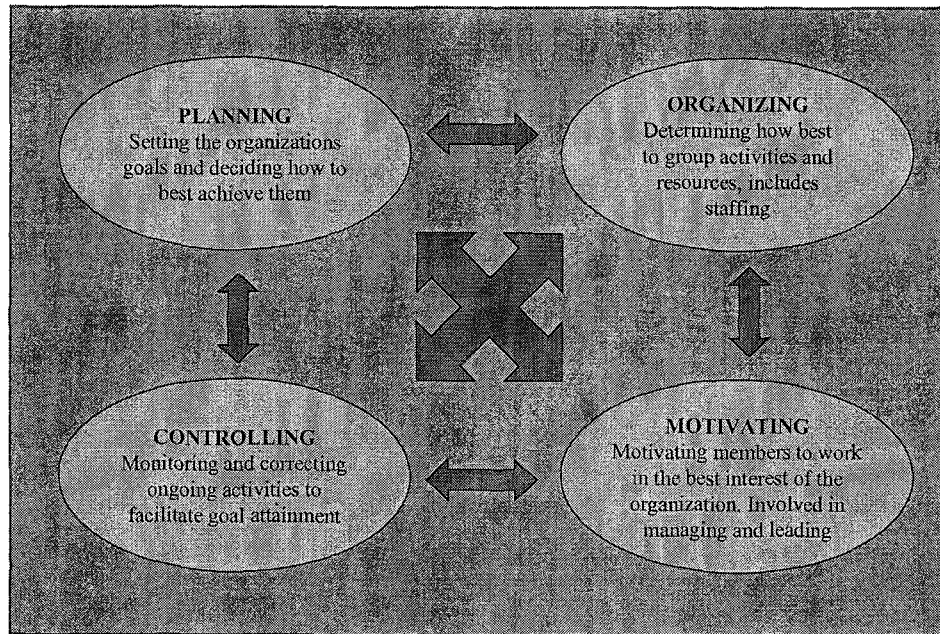 PLANNING
Setting the organizations
goals and deciding how to
best achieve them
ORGANIZING
Determining how best
to group activities and
resources, includes
staffing
CONTROLLING
Monitoring and correcting
ongoing activities to
facilitate goal attainment
MOTIVATING
Motivating members to work
in the best interest of the
organization. Involved in
managing and leading